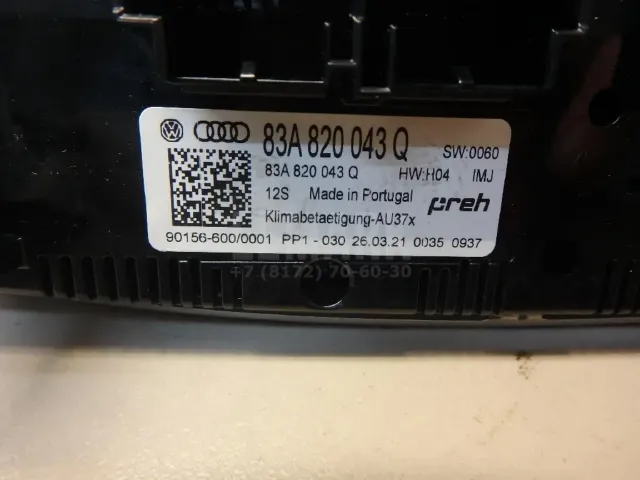 83A 820 043 Q SW:0060
83A 820 043 Q HW:H04 IMJ
12S Made in Portugal preh
Klimabetaetigung-AU37x
90156-600/0001 PP1 - 030 26.03.21 0035 0937
+7 (8172) 70-60-30